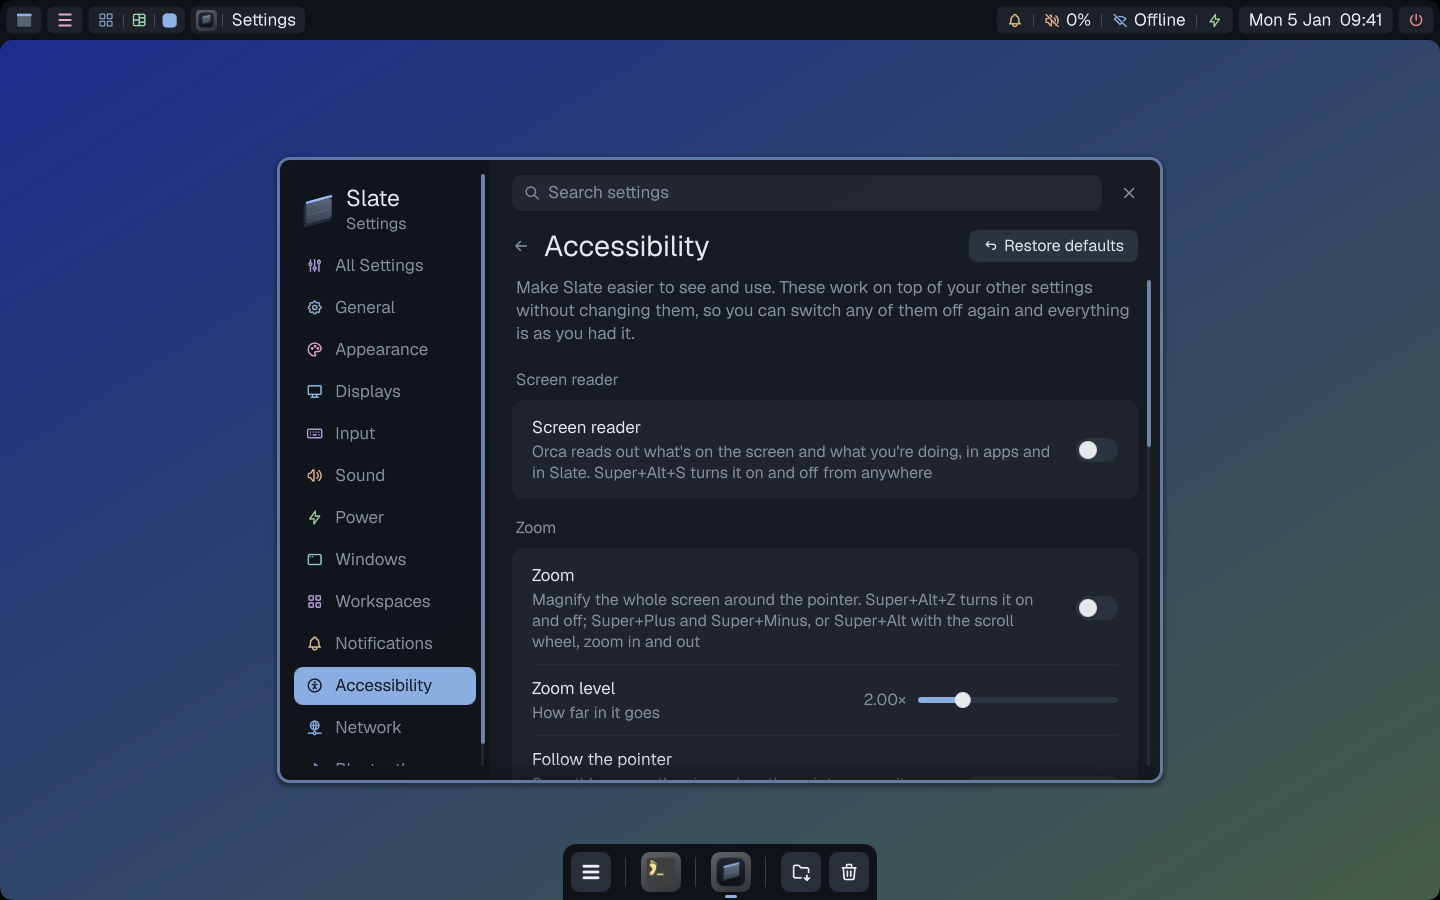 Settings
0%
Offline
Mon 5 Jan 09:41
Slate
Settings
All Settings
General
Appearance
Displays
Input
Sound
Power
Windows
Workspaces
Notifications
Accessibility
Network
Search settings
Accessibility
Restore defaults
Make Slate easier to see and use. These work on top of your other settings
without changing them, so you can switch any of them off again and everything
is as you had it.
Screen reader
Screen reader
Orca reads out what's on the screen and what you're doing, in apps and
in Slate. Super+Alt+S turns it on and off from anywhere
Zoom
Zoom
Magnify the whole screen around the pointer. Super+Alt+Z turns it on
and off; Super+Plus and Super+Minus, or Super+Alt with the scroll
wheel, zoom in and out
Zoom level
2.00×
How far in it goes
Follow the pointer